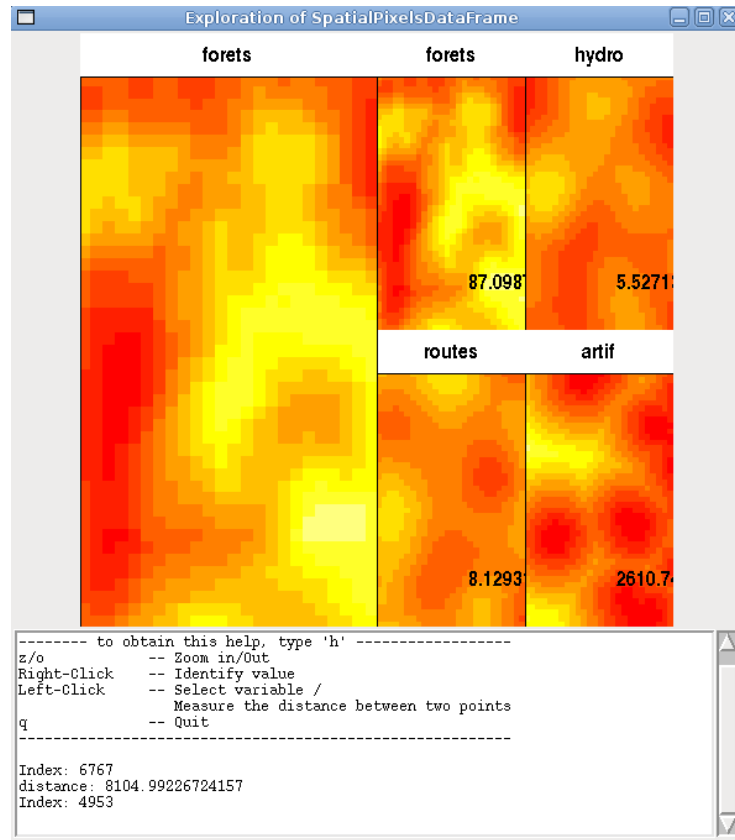 Exploration of SpatialPixelsDataFrame
forets
forets
hydro
87.098
5.5271
routes
artif
8.1293
2610.7
-------- to obtain this help, type 'h' ------------------
z/o -- Zoom in/Out
Right-Click -- Identify value
Left-Click -- Select variable /
Measure the distance between two points
q -- Quit
---------------------------------------------------------
Index: 6767
distance: 8104.99226724157
Index: 4953